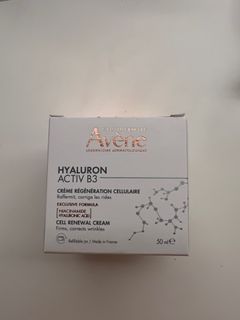 EAU THERMALE
Avène
LABORATOIRE DERMATOLOGIQUE
HYALURON
ACTIV B3
CRÈME RÉGÉNÉRATION CELLULAIRE
Raffermit, corrige les rides
EXCLUSIVE FORMULA
NIACINAMIDE
HYALURONIC ACID
CELL RENEWAL CREAM
Firms, corrects wrinkles
Made in France
50 ml e